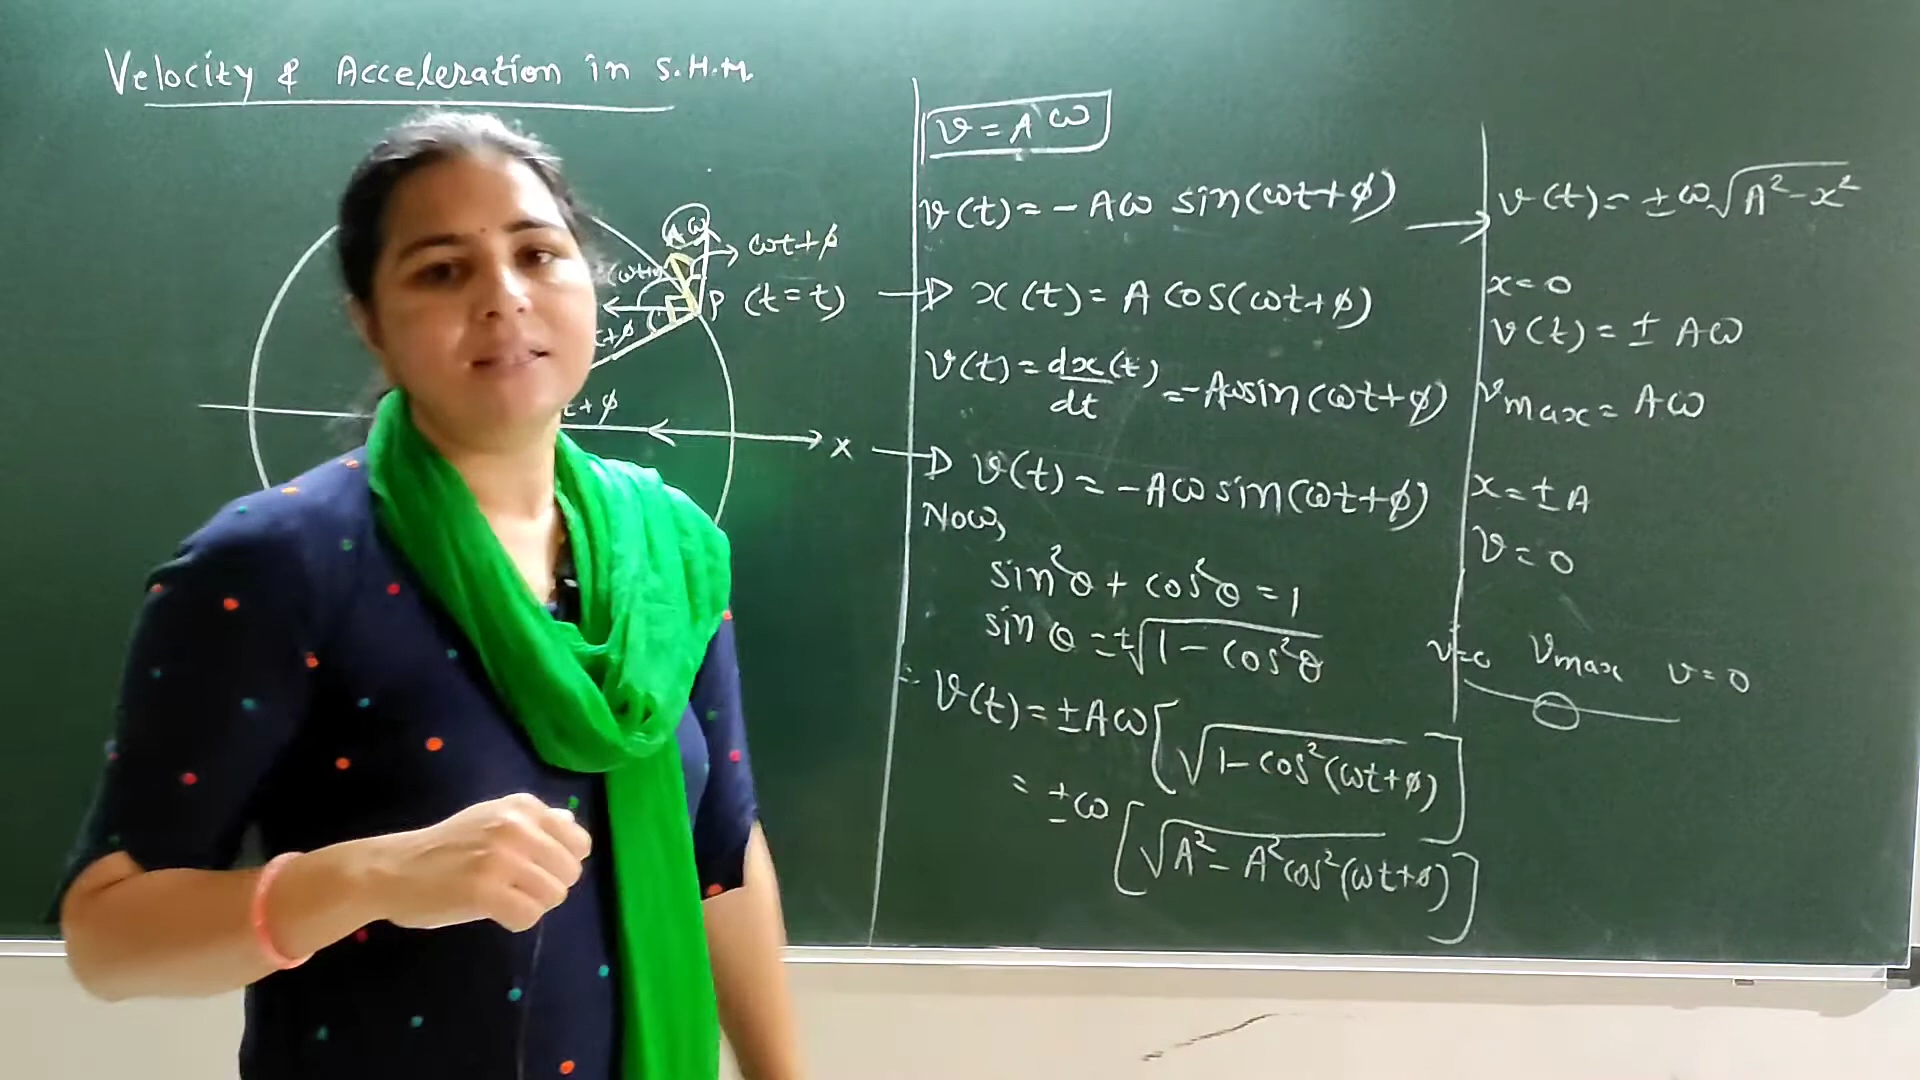 Velocity & Acceleration in S.H.M.
Aω
ωt+φ
P (t=t)
t+φ
X
v = Aω
v(t) = -Aω sin(ωt+φ)
x(t) = A cos(ωt+φ)
v(t) = dx(t)/dt = -Aωsin(ωt+φ)
v(t) = -Aω sin(ωt+φ)
Now,
sin²θ + cos²θ = 1
sin θ = ±√1 - cos²θ
∴ v(t) = ±Aω[√1 - cos²(ωt+φ)]
= ±ω[√A² - A²cos²(ωt+φ)]
v(t) = ±ω√A²-x²
x=0
v(t) = ± Aω
vmax = Aω
x = ±A
v = 0
v=0 vmax v=0